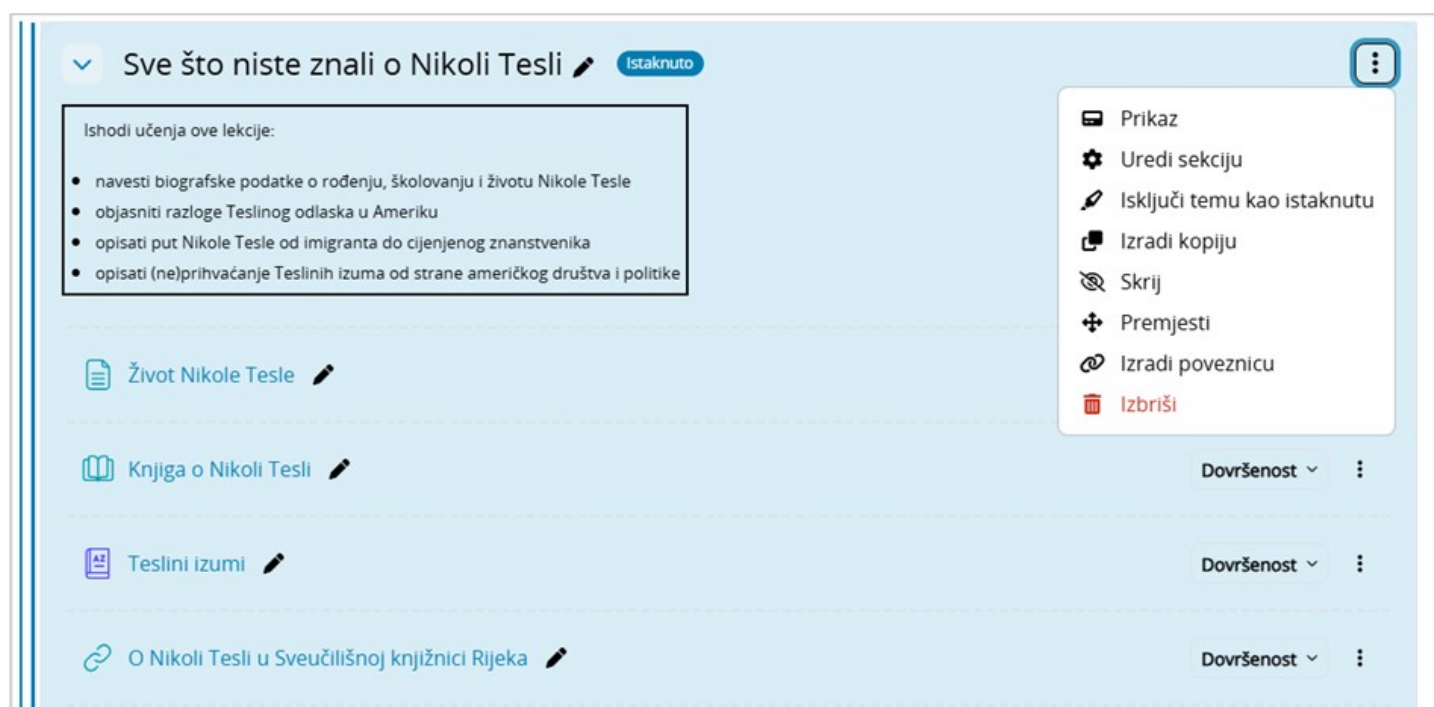 Sve što niste znali o Nikoli Tesli Istaknuto
Ishodi učenja ove lekcije:
• navesti biografske podatke o rođenju, školovanju i životu Nikole Tesle
• objasniti razloge Teslinog odlaska u Ameriku
• opisati put Nikole Tesle od imigranta do cijenjenog znanstvenika
• opisati (ne)prihvaćanje Teslinih izuma od strane američkog društva i politike
Prikaz
Uredi sekciju
Isključi temu kao istaknutu
Izradi kopiju
Skrij
Premjesti
Izradi poveznicu
Izbriši
Život Nikole Tesle
Knjiga o Nikoli Tesli Dovršenost
AZ
Teslini izumi Dovršenost
O Nikoli Tesli u Sveučilišnoj knjižnici Rijeka Dovršenost